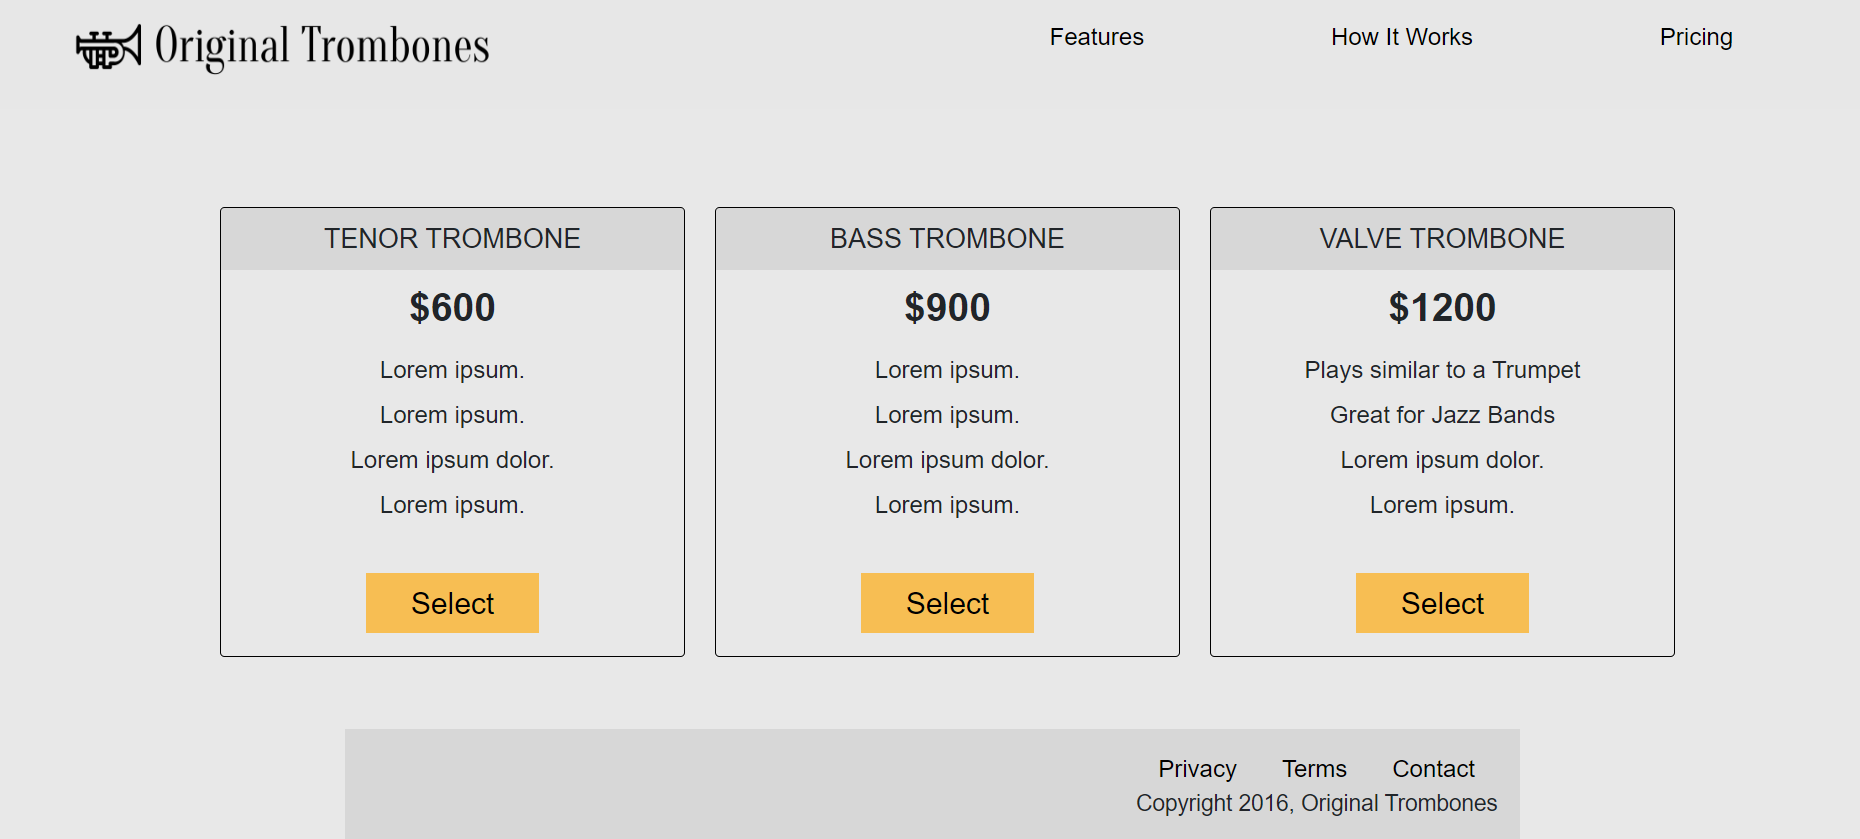 Original Trombones
Features
How It Works
Pricing
TENOR TROMBONE
$600
Lorem ipsum.
Lorem ipsum.
Lorem ipsum dolor.
Lorem ipsum.
Select
BASS TROMBONE
$900
Lorem ipsum.
Lorem ipsum.
Lorem ipsum dolor.
Lorem ipsum.
Select
VALVE TROMBONE
$1200
Plays similar to a Trumpet
Great for Jazz Bands
Lorem ipsum dolor.
Lorem ipsum.
Select
Privacy Terms Contact
Copyright 2016, Original Trombones